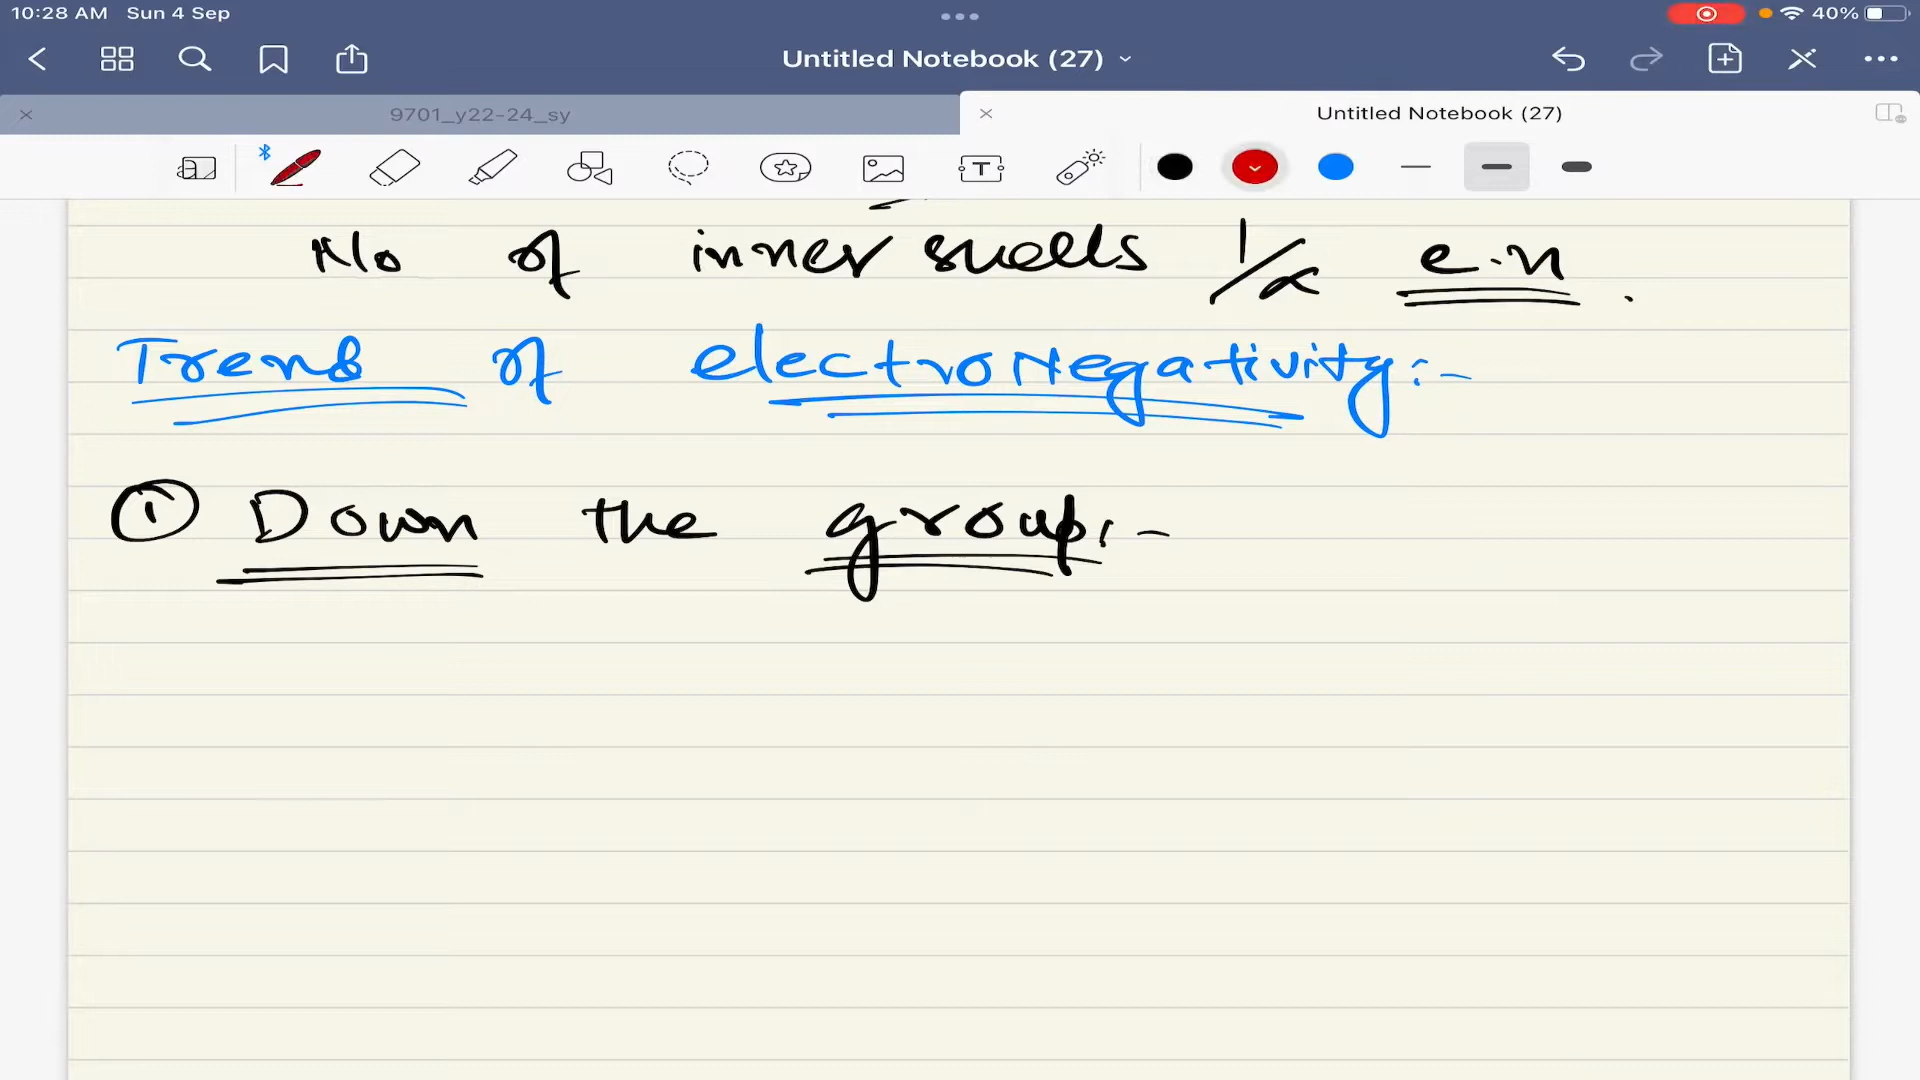 10:28 AM Sun 4 Sep 40%
Untitled Notebook (27)
9701_y22-24_sy Untitled Notebook (27)
No of inner shells 1/α e.n.
Trend of electroNegativity:-
① Down the group:-